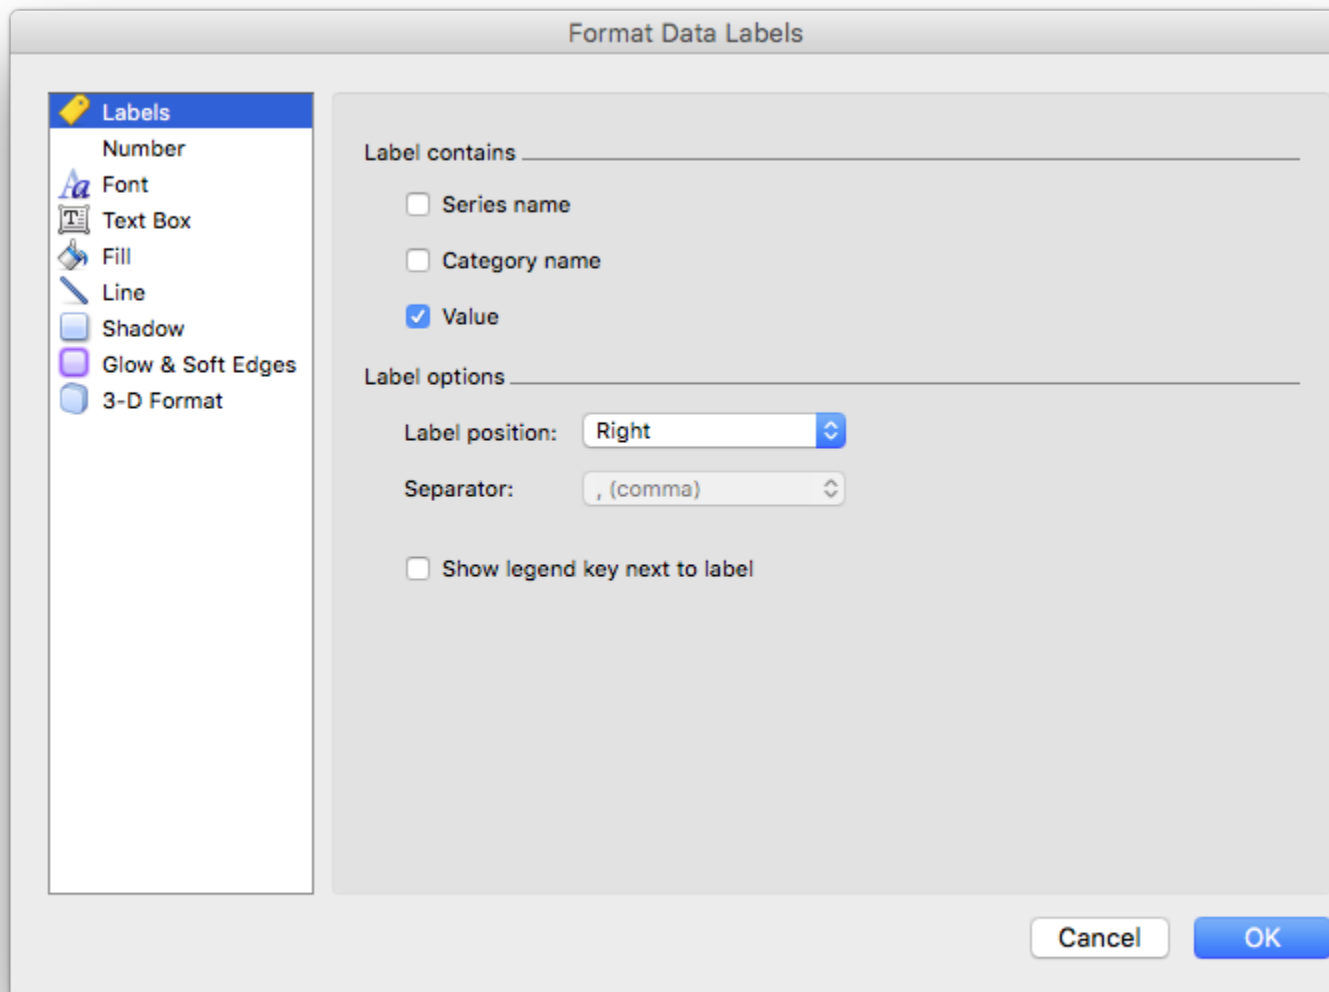 Format Data Labels
Labels
Number
Font
Text Box
Fill
Line
Shadow
Glow & Soft Edges
3-D Format
Label contains
Series name
Category name
Value
Label options
Label position: Right
Separator: , (comma)
Show legend key next to label
Cancel OK